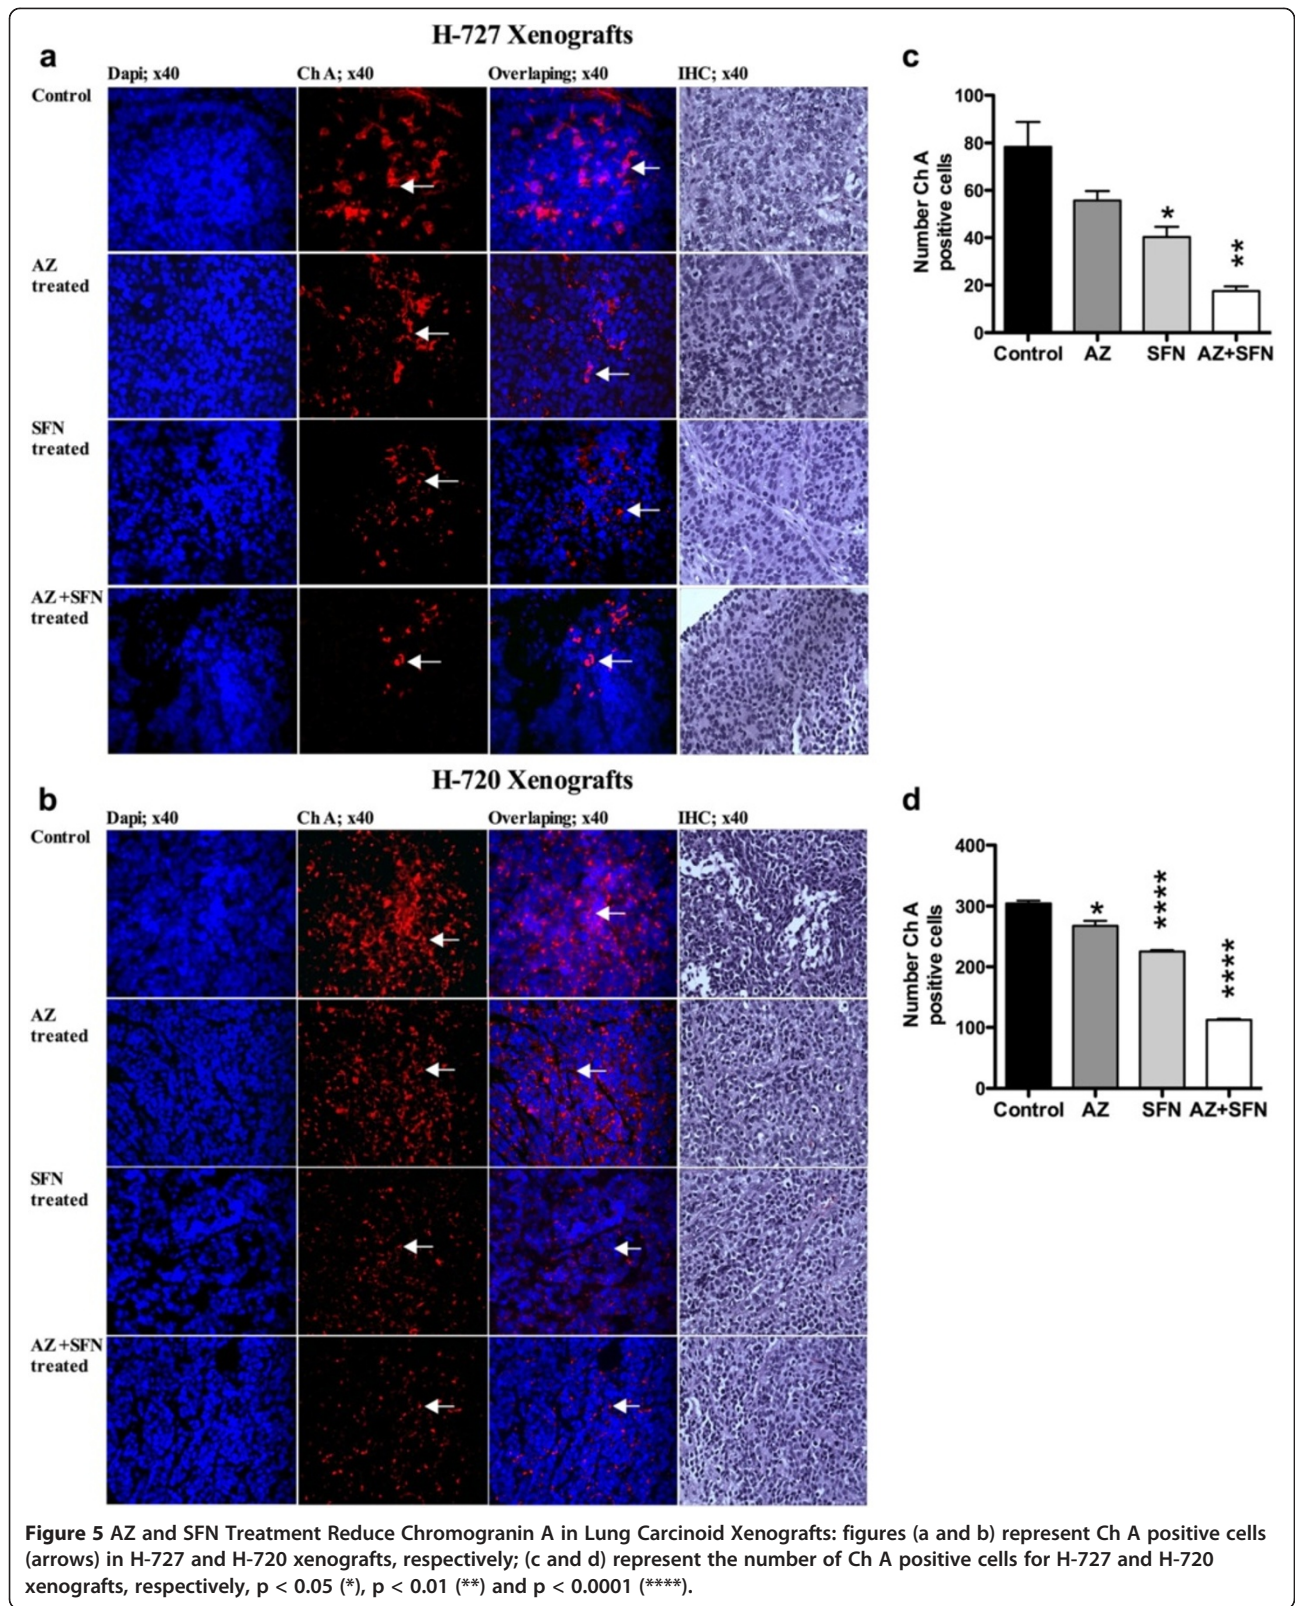 H-727 Xenografts
a
Dapi; x40 Ch A; x40 Overlaping; x40 IHC; x40
Control
AZ
treated
SFN
treated
AZ +SFN
treated
c
Number Ch A
positive cells
100
80
60
40
20
0
*
**
Control AZ SFN AZ+SFN
H-720 Xenografts
b
Dapi; x40 Ch A; x40 Overlaping; x40 IHC; x40
Control
AZ
treated
SFN
treated
AZ +SFN
treated
d
Number Ch A
positive cells
400
300
200
100
0
*
****
****
Control AZ SFN AZ+SFN
Figure 5 AZ and SFN Treatment Reduce Chromogranin A in Lung Carcinoid Xenografts: figures (a and b) represent Ch A positive cells
(arrows) in H-727 and H-720 xenografts, respectively; (c and d) represent the number of Ch A positive cells for H-727 and H-720
xenografts, respectively, p < 0.05 (*), p < 0.01 (**) and p < 0.0001 (****).